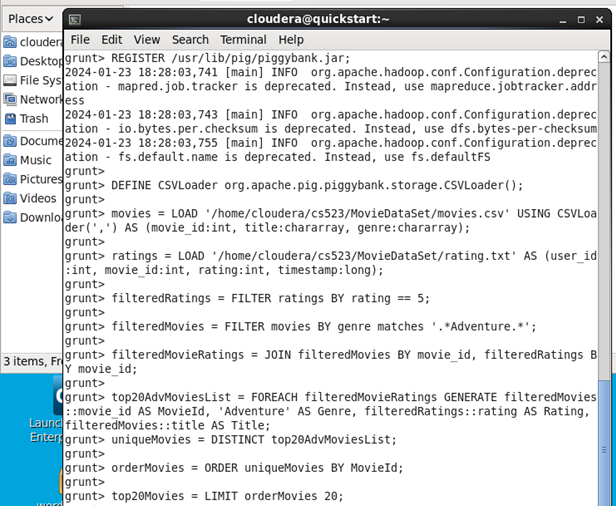 cloudera@quickstart:~
Places
File Edit View Search Terminal Help
cloudera
Desktop
File Sys
Network
Trash
Docume
Music
Pictures
Videos
Downlo
3 items, Fr
Launc
Enterp
grunt> REGISTER /usr/lib/pig/piggybank.jar;
2024-01-23 18:28:03,741 [main] INFO  org.apache.hadoop.conf.Configuration.deprec
ation - mapred.job.tracker is deprecated. Instead, use mapreduce.jobtracker.addr
ess
2024-01-23 18:28:03,743 [main] INFO  org.apache.hadoop.conf.Configuration.deprec
ation - io.bytes.per.checksum is deprecated. Instead, use dfs.bytes-per-checksum
2024-01-23 18:28:03,755 [main] INFO  org.apache.hadoop.conf.Configuration.deprec
ation - fs.default.name is deprecated. Instead, use fs.defaultFS
grunt>
grunt> DEFINE CSVLoader org.apache.pig.piggybank.storage.CSVLoader();
grunt>
grunt> movies = LOAD '/home/cloudera/cs523/MovieDataSet/movies.csv' USING CSVLoa
der(',') AS (movie_id:int, title:chararray, genre:chararray);
grunt>
grunt> ratings = LOAD '/home/cloudera/cs523/MovieDataSet/rating.txt' AS (user_id
:int, movie_id:int, rating:int, timestamp:long);
grunt>
grunt> filteredRatings = FILTER ratings BY rating == 5;
grunt>
grunt> filteredMovies = FILTER movies BY genre matches '.*Adventure.*';
grunt>
grunt> filteredMovieRatings = JOIN filteredMovies BY movie_id, filteredRatings B
Y movie_id;
grunt>
grunt> top20AdvMoviesList = FOREACH filteredMovieRatings GENERATE filteredMovies
::movie_id AS MovieId, 'Adventure' AS Genre, filteredRatings::rating AS Rating,
filteredMovies::title AS Title;
grunt> uniqueMovies = DISTINCT top20AdvMoviesList;
grunt>
grunt> orderMovies = ORDER uniqueMovies BY MovieId;
grunt>
grunt> top20Movies = LIMIT orderMovies 20;